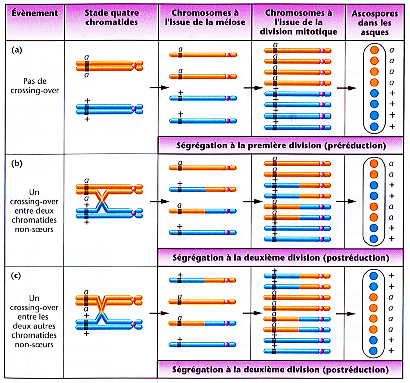 Évènement
Stade quatre
chromatides
Chromosomes à
l'issue de la méiose
Chromosomes à
l'issue de la
division mitotique
Ascospores
dans les
asques
(a)
Pas de
crossing-over
a
a
+
+
a
a
+
+
a
a
a
a
+
+
+
+
a
a
a
a
+
+
+
+
Ségrégation à la première division (préréduction)
(b)
Un
crossing-over
entre deux
chromatides
non-sœurs
a
a
+
+
a
+
a
+
a
a
+
+
a
a
+
+
a
a
+
+
a
a
+
+
Ségrégation à la deuxième division (postréduction)
(c)
Un
crossing-over
entre les
deux autres
chromatides
non-sœurs
a
a
+
+
+
a
a
+
+
+
a
a
a
a
+
+
+
+
a
a
a
a
+
+
Ségrégation à la deuxième division (postréduction)